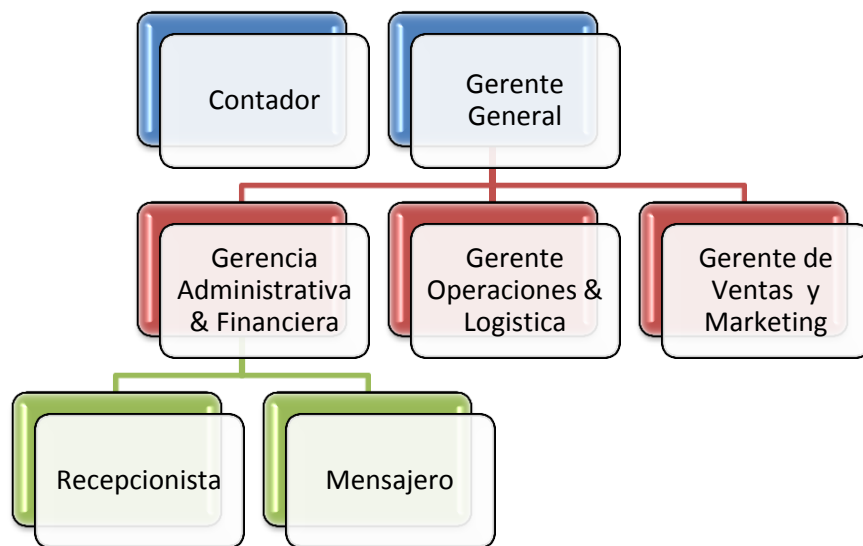 Contador
Gerente
General
Gerencia
Administrativa
& Financiera
Gerente
Operaciones &
Logistica
Gerente de
Ventas y
Marketing
Recepcionista
Mensajero